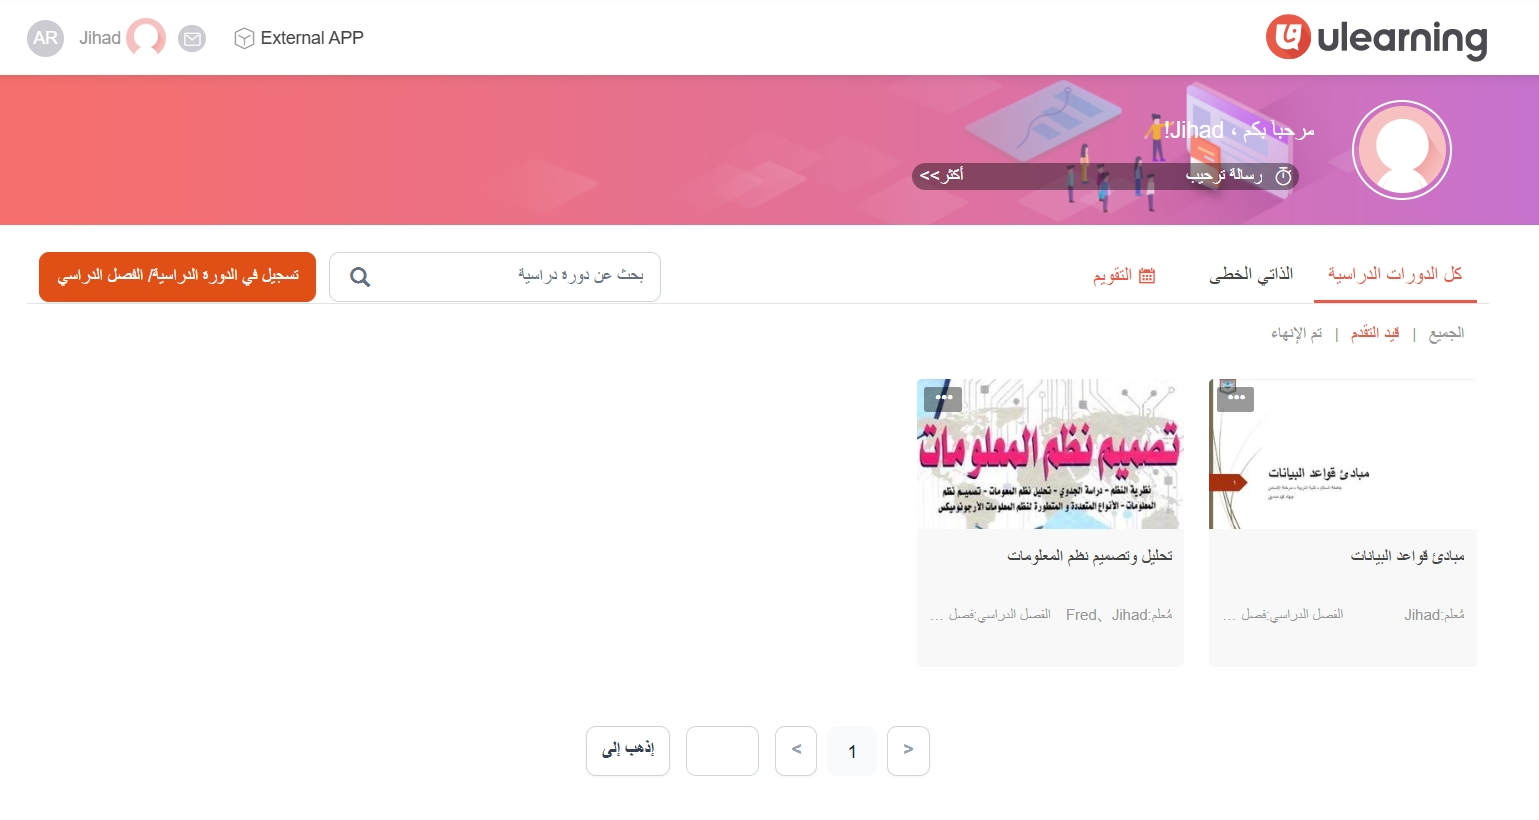 ulearning
External APP
Jihad
AR
مرحباً بكم ، Jihad!
رسالة ترحيب
أكثر>>
كل الدورات الدراسية
الذاتي الخطى
التقويم
بحث عن دورة دراسية
تسجيل في الدورة الدراسية/ الفصل الدراسي
الجميع | قيد التقدم | تم الإنهاء
مبادئ قواعد البيانات
1
مبادئ قواعد البيانات
مُعلم:Jihad
الفصل الدراسي:فصل ...
تصميم نظم المعلومات
نظرية النظم - دراسة الجدوي - تحليل نظم المعلومات - تصميم نظم
المعلومات - الأنواع المتعددة و المتطورة لنظم المعلومات الأرجونوميكس
تحليل وتصميم نظم المعلومات
مُعلم:Fred、Jihad
الفصل الدراسي:فصل ...
<
1
>
إذهب إلى